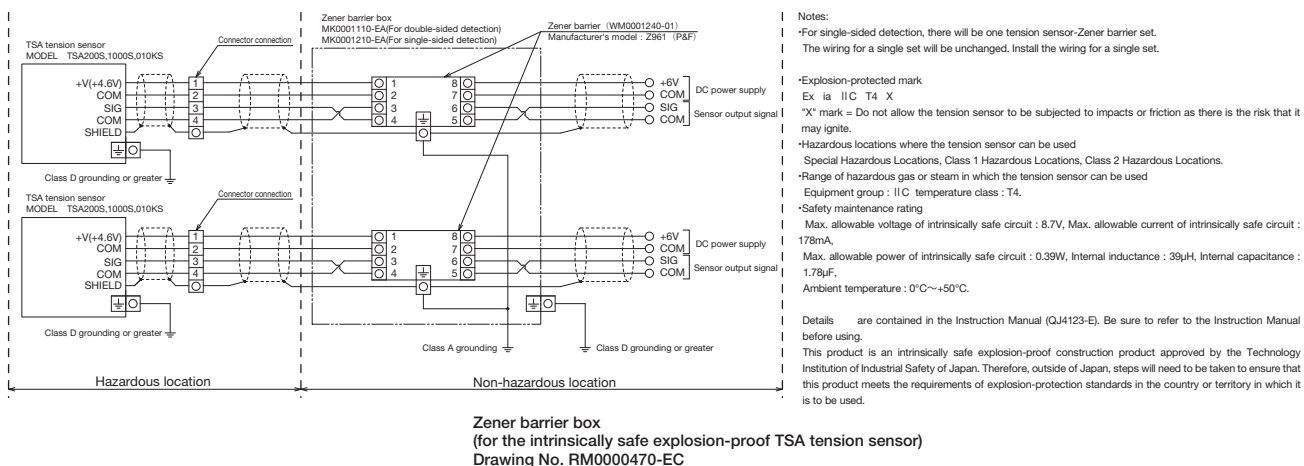 Zener barrier box
MK0001110-EA(For double-sided detection)
MK0001210-EA(For single-sided detection)
Zener barrier (WM0001240-01)
Manufacturer's model : Z961 (P&F)
TSA tension sensor
MODEL TSA200S,1000S,010KS
Connector connection
+V(+4.6V)
COM
SIG
COM
SHIELD
1
2
3
4
1
2
3
4
8
7
6
5
+6V
COM
SIG
COM
DC power supply
Sensor output signal
Class D grounding or greater
TSA tension sensor
MODEL TSA200S,1000S,010KS
Connector connection
+V(+4.6V)
COM
SIG
COM
SHIELD
1
2
3
4
1
2
3
4
8
7
6
5
+6V
COM
SIG
COM
DC power supply
Sensor output signal
Class D grounding or greater
Class A grounding
Class D grounding or greater
Hazardous location
Non-hazardous location
Notes:
･For single-sided detection, there will be one tension sensor-Zener barrier set.
The wiring for a single set will be unchanged. Install the wiring for a single set.
･Explosion-protected mark
Ex ia IIC T4 X
"X" mark = Do not allow the tension sensor to be subjected to impacts or friction as there is the risk that it
may ignite.
･Hazardous locations where the tension sensor can be used
Special Hazardous Locations, Class 1 Hazardous Locations, Class 2 Hazardous Locations.
･Range of hazardous gas or steam in which the tension sensor can be used
Equipment group : IIC temperature class : T4.
･Safety maintenance rating
Max. allowable voltage of intrinsically safe circuit : 8.7V, Max. allowable current of intrinsically safe circuit :
178mA,
Max. allowable power of intrinsically safe circuit : 0.39W, Internal inductance : 39μH, Internal capacitance :
1.78μF,
Ambient temperature : 0°C～+50°C.
Details are contained in the Instruction Manual (QJ4123-E). Be sure to refer to the Instruction Manual
before using.
This product is an intrinsically safe explosion-proof construction product approved by the Technology
Institution of Industrial Safety of Japan. Therefore, outside of Japan, steps will need to be taken to ensure that
this product meets the requirements of explosion-protection standards in the country or territory in which it
is to be used.
Zener barrier box
(for the intrinsically safe explosion-proof TSA tension sensor)
Drawing No. RM0000470-EC